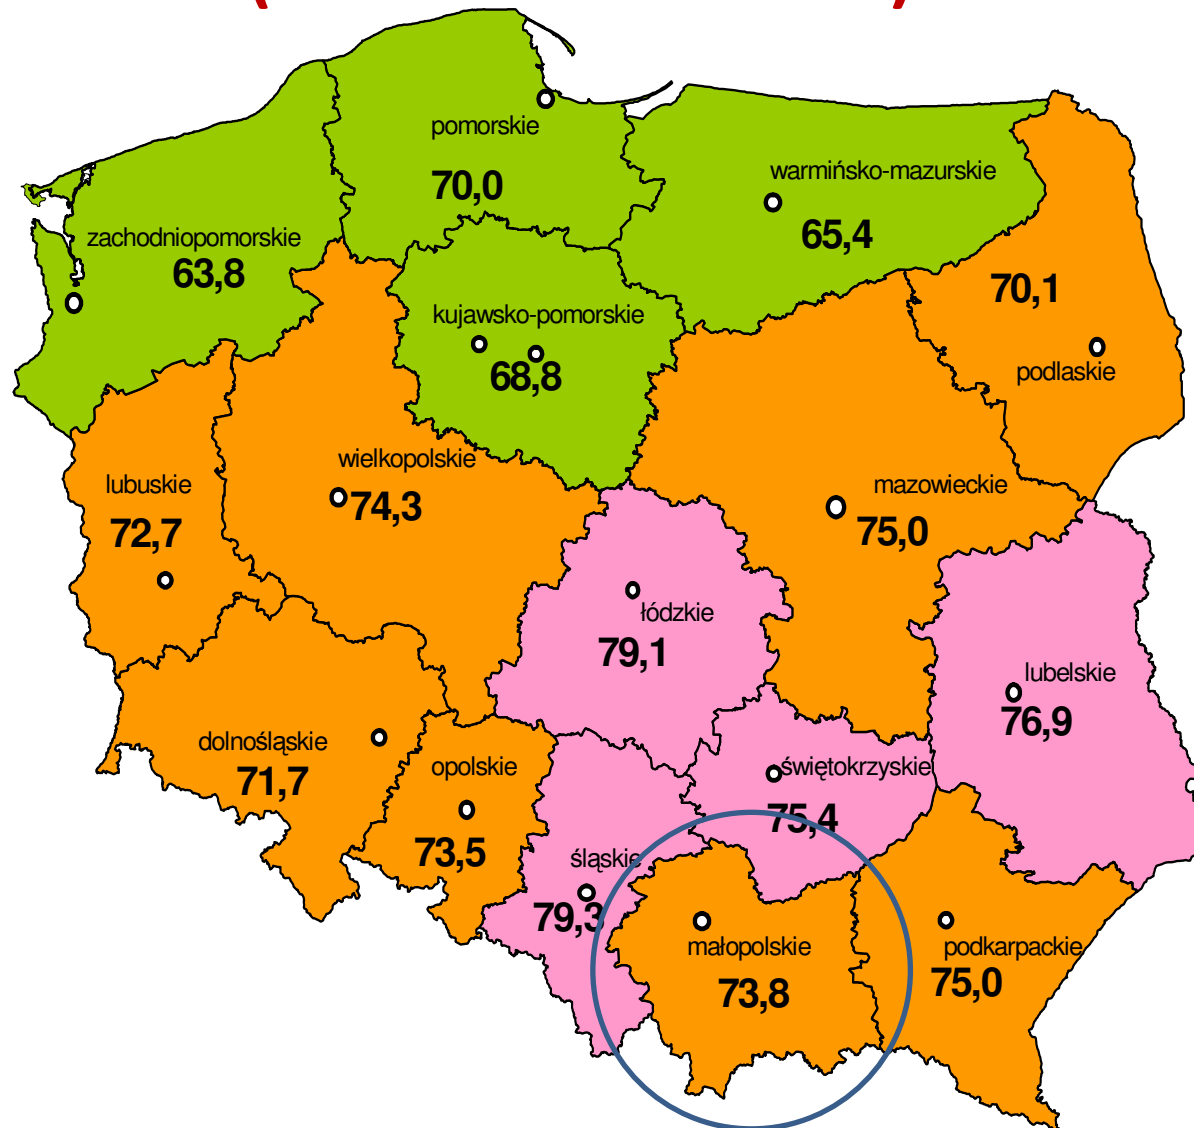 pomorskie
70,0
warmińsko-mazurskie
65,4
zachodniopomorskie
63,8
70,1
podlaskie
kujawsko-pomorskie
68,8
wielkopolskie
74,3
lubuskie
72,7
mazowieckie
75,0
łódzkie
79,1
lubelskie
76,9
dolnośląskie
71,7
opolskie
73,5
świętokrzyskie
75,4
śląskie
79,3
małopolskie
73,8
podkarpackie
75,0